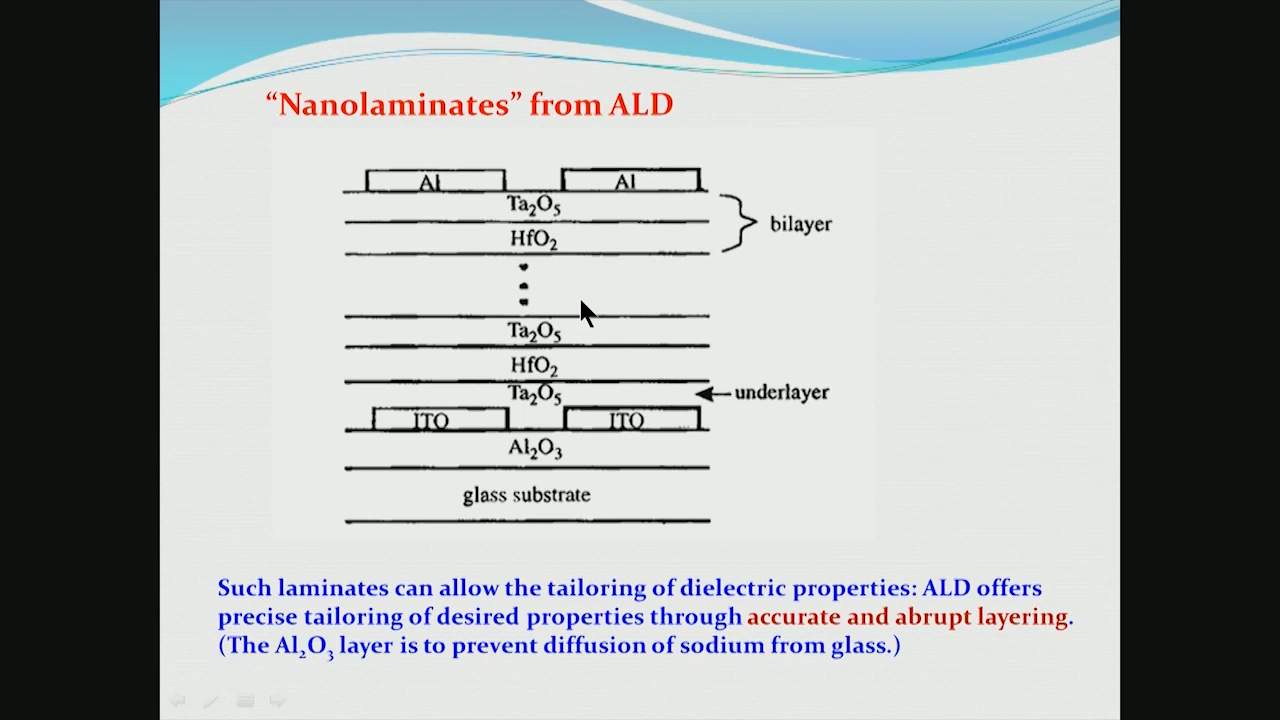 “Nanolaminates” from ALD
Al Al
Ta₂O₅
HfO₂
bilayer
Ta₂O₅
HfO₂
Ta₂O₅
underlayer
ITO ITO
Al₂O₃
glass substrate
Such laminates can allow the tailoring of dielectric properties: ALD offers
precise tailoring of desired properties through accurate and abrupt layering.
(The Al₂O₃ layer is to prevent diffusion of sodium from glass.)